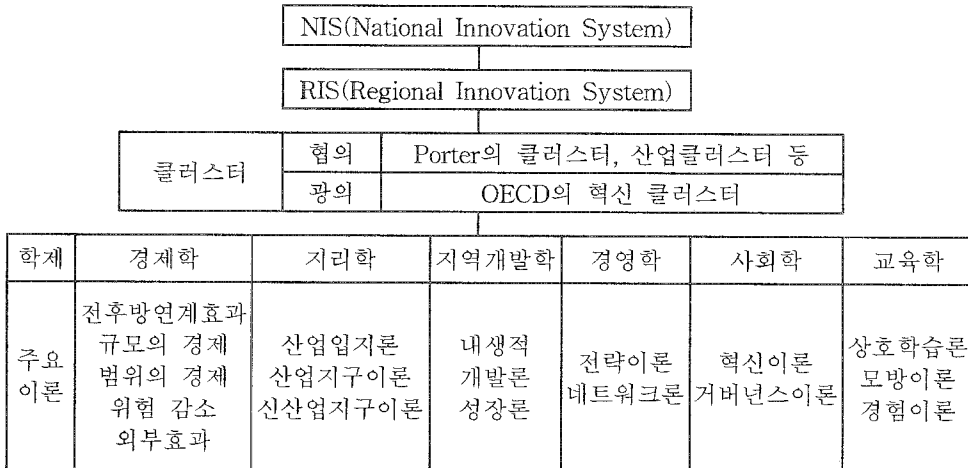 NIS(National Innovation System)
RIS(Regional Innovation System)
클러스터
협의
Porter의 클러스터, 산업클러스터 등
광의
OECD의 혁신 클러스터
학제
경제학
지리학
지역개발학
경영학
사회학
교육학
주요
이론
전후방연계효과
규모의 경제
범위의 경제
위험 감소
외부효과
산업입지론
산업지구이론
신산업지구이론
내생적
개발론
성장론
전략이론
네트워크론
혁신이론
거버넌스이론
상호학습론
모방이론
경험이론